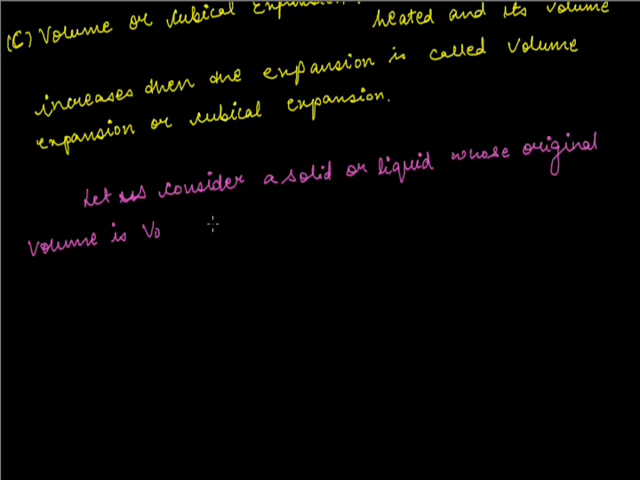 (C) Volume or cubical expansion: heated and its volume
increases then the expansion is called volume
expansion or cubical expansion.
Let us consider a solid or liquid whose original
Volume is V₀